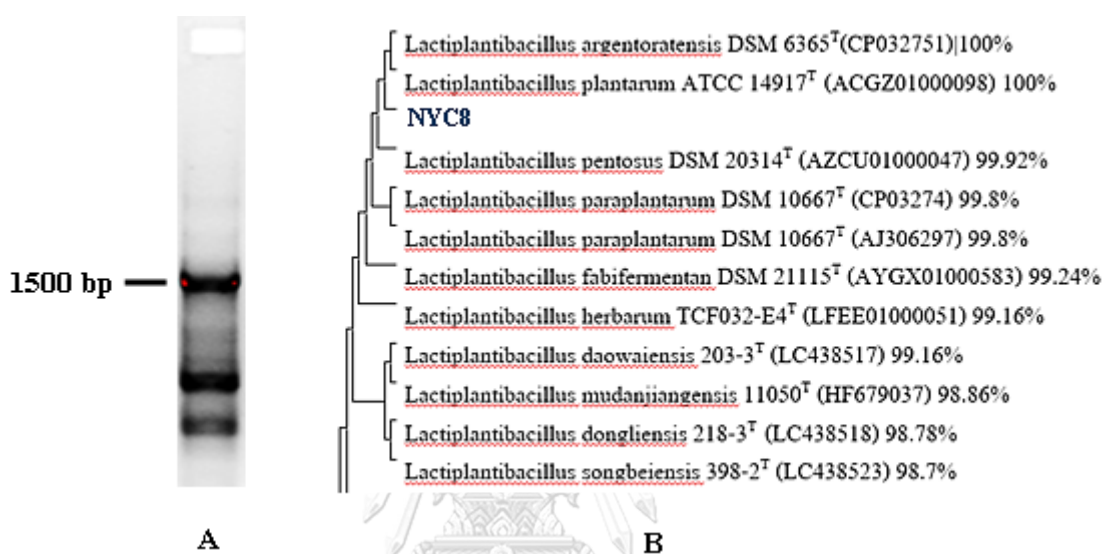 Lactiplantibacillus argentoratensis DSM 6365ᵀ(CP032751)|100%
Lactiplantibacillus plantarum ATCC 14917ᵀ (ACGZ01000098) 100%
NYC8
Lactiplantibacillus pentosus DSM 20314ᵀ (AZCU01000047) 99.92%
Lactiplantibacillus paraplantarum DSM 10667ᵀ (CP03274) 99.8%
Lactiplantibacillus paraplantarum DSM 10667ᵀ (AJ306297) 99.8%
1500 bp
Lactiplantibacillus fabifermentan DSM 21115ᵀ (AYGX01000583) 99.24%
Lactiplantibacillus herbarum TCF032-E4ᵀ (LFEE01000051) 99.16%
Lactiplantibacillus daowaiensis 203-3ᵀ (LC438517) 99.16%
Lactiplantibacillus mudanjiangensis 11050ᵀ (HF679037) 98.86%
Lactiplantibacillus dongliensis 218-3ᵀ (LC438518) 98.78%
Lactiplantibacillus songbeiensis 398-2ᵀ (LC438523) 98.7%
A
B